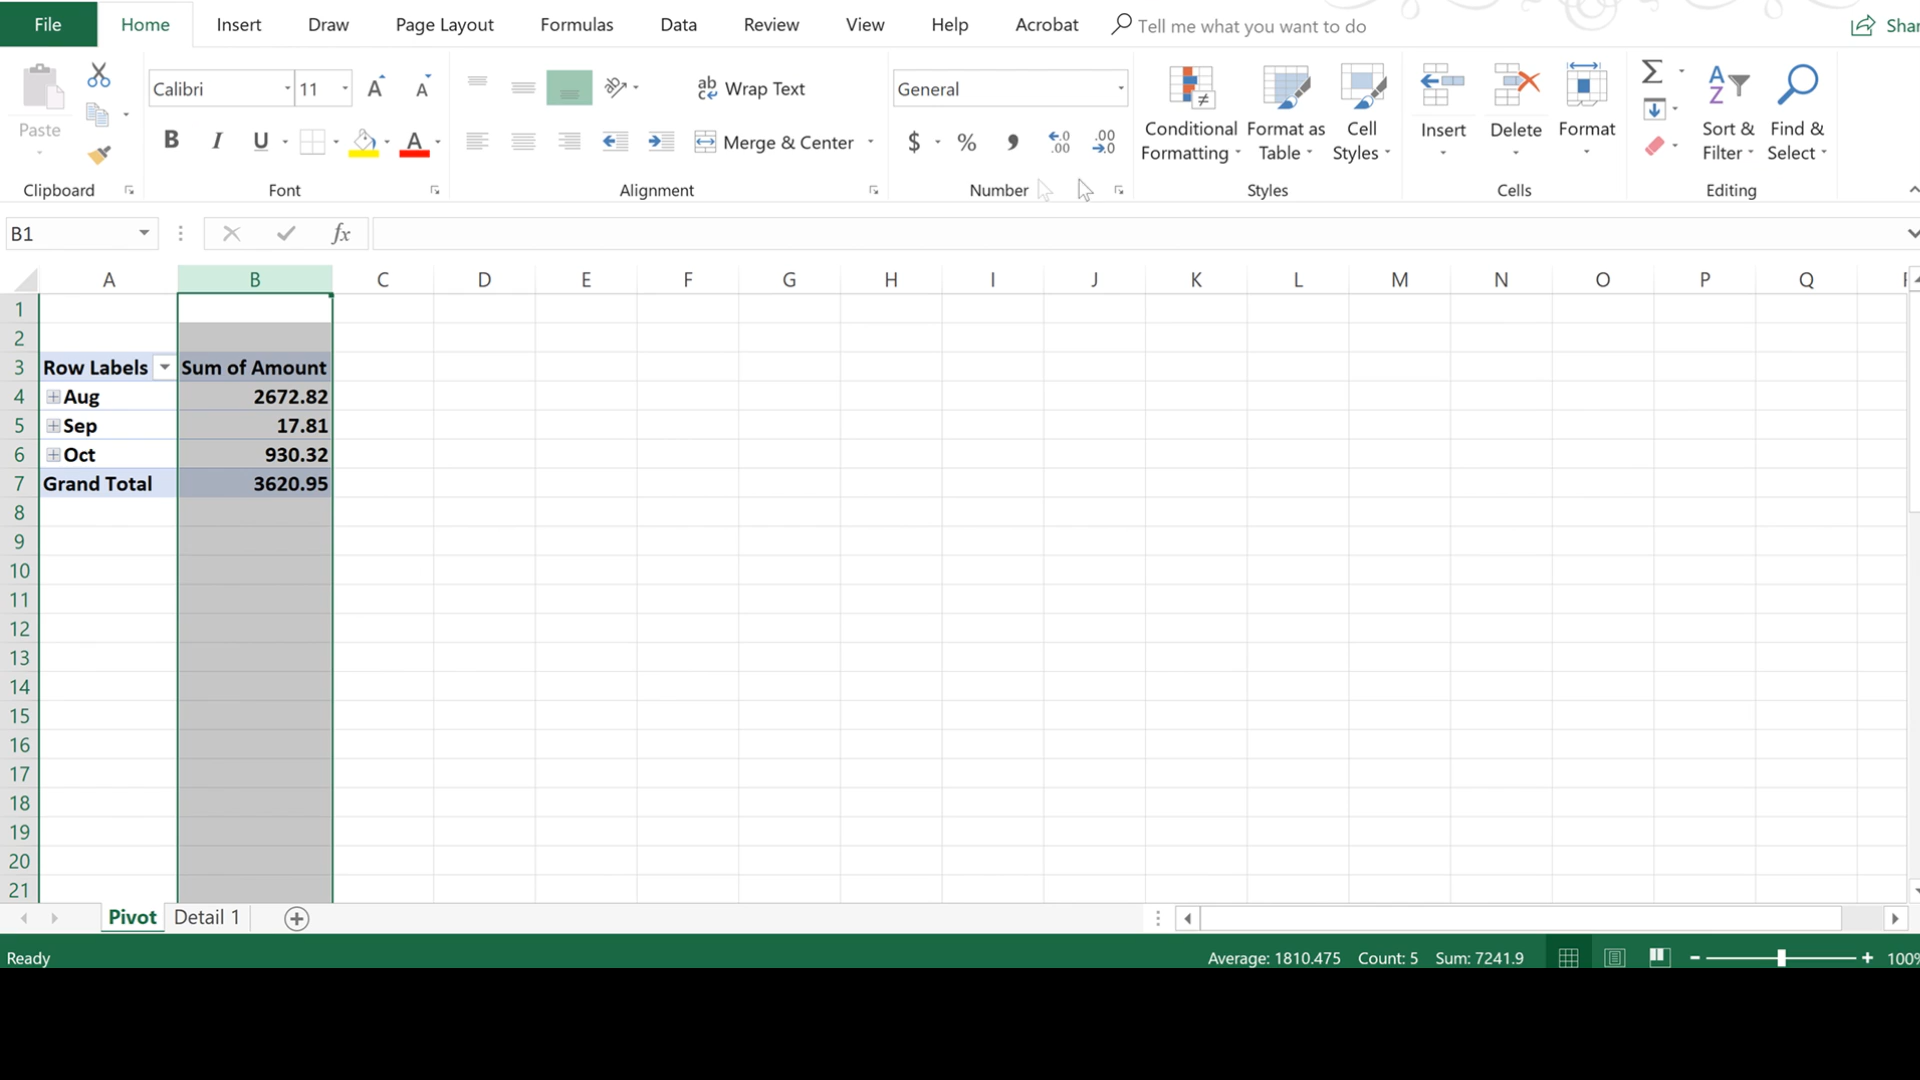 File Home Insert Draw Page Layout Formulas Data Review View Help Acrobat Tell me what you want to do
Paste
Calibri 11 A A
B I U A
ab Wrap Text
Merge & Center
General
$ % , .0 .00 .00 .0
Conditional Formatting
Format as Table
Cell Styles
Insert
Delete
Format
Sort & Filter
Find & Select
Clipboard Font Alignment Number Styles Cells Editing
B1 fx
A B C D E F G H I J K L M N O P Q
1
2
3 Row Labels Sum of Amount
4 Aug 2672.82
5 Sep 17.81
6 Oct 930.32
7 Grand Total 3620.95
8
9
10
11
12
13
14
15
16
17
18
19
20
21
Pivot Detail 1
Ready Average: 1810.475 Count: 5 Sum: 7241.9